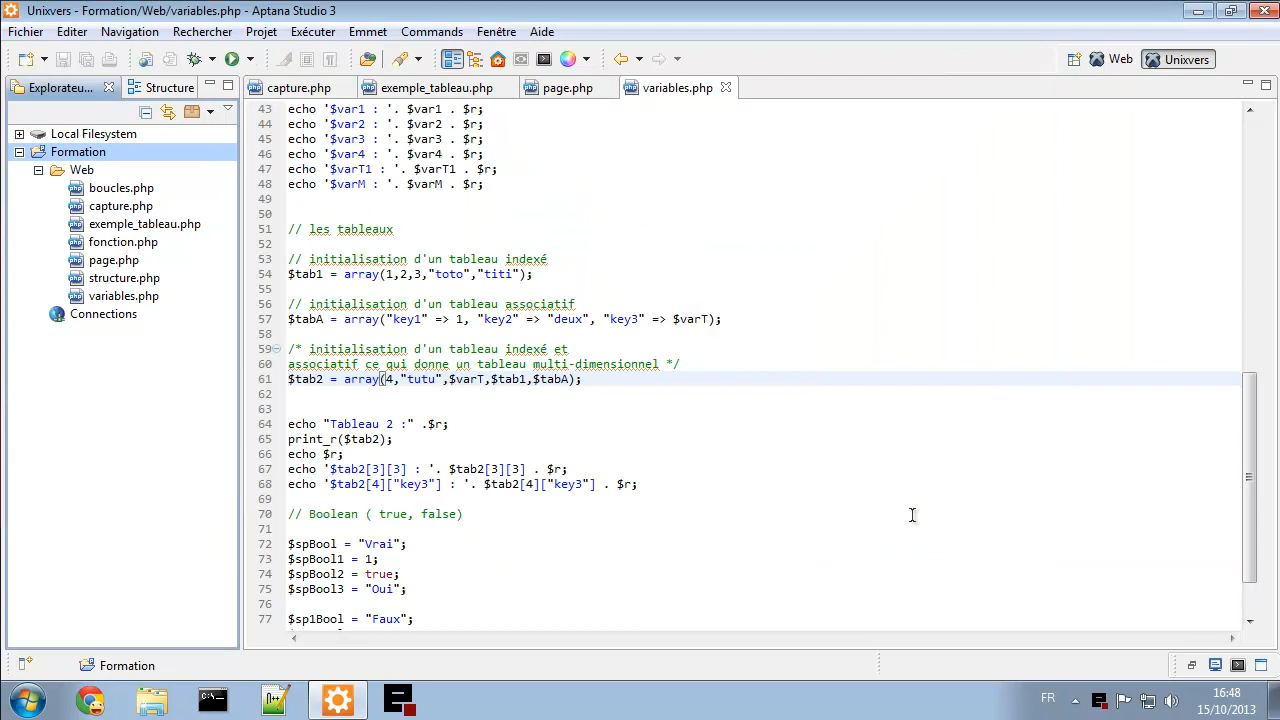 Unixvers - Formation/Web/variables.php - Aptana Studio 3
Fichier Editer Navigation Rechercher Projet Exécuter Emmet Commands Fenêtre Aide
Web Unixvers
Explorateu... Structure capture.php exemple_tableau.php page.php variables.php
Local Filesystem
Formation
Web
boucles.php
capture.php
exemple_tableau.php
fonction.php
page.php
structure.php
variables.php
Connections
43 echo '$var1 : '. $var1 . $r;
44 echo '$var2 : '. $var2 . $r;
45 echo '$var3 : '. $var3 . $r;
46 echo '$var4 : '. $var4 . $r;
47 echo '$varT1 : '. $varT1 . $r;
48 echo '$varM : '. $varM . $r;
49
50
51 // les tableaux
52
53 // initialisation d'un tableau indexé
54 $tab1 = array(1,2,3,"toto","titi");
55
56 // initialisation d'un tableau associatif
57 $tabA = array("key1" => 1, "key2" => "deux", "key3" => $varT);
58
59 /* initialisation d'un tableau indexé et
60 associatif ce qui donne un tableau multi-dimensionnel */
61 $tab2 = array(4,"tutu",$varT,$tab1,$tabA);
62
63
64 echo "Tableau 2 :" .$r;
65 print_r($tab2);
66 echo $r;
67 echo '$tab2[3][3] : '. $tab2[3][3] . $r;
68 echo '$tab2[4]["key3"] : '. $tab2[4]["key3"] . $r;
69
70 // Boolean ( true, false)
71
72 $spBool = "Vrai";
73 $spBool1 = 1;
74 $spBool2 = true;
75 $spBool3 = "Oui";
76
77 $sp1Bool = "Faux";
Formation
FR
16:48
15/10/2013